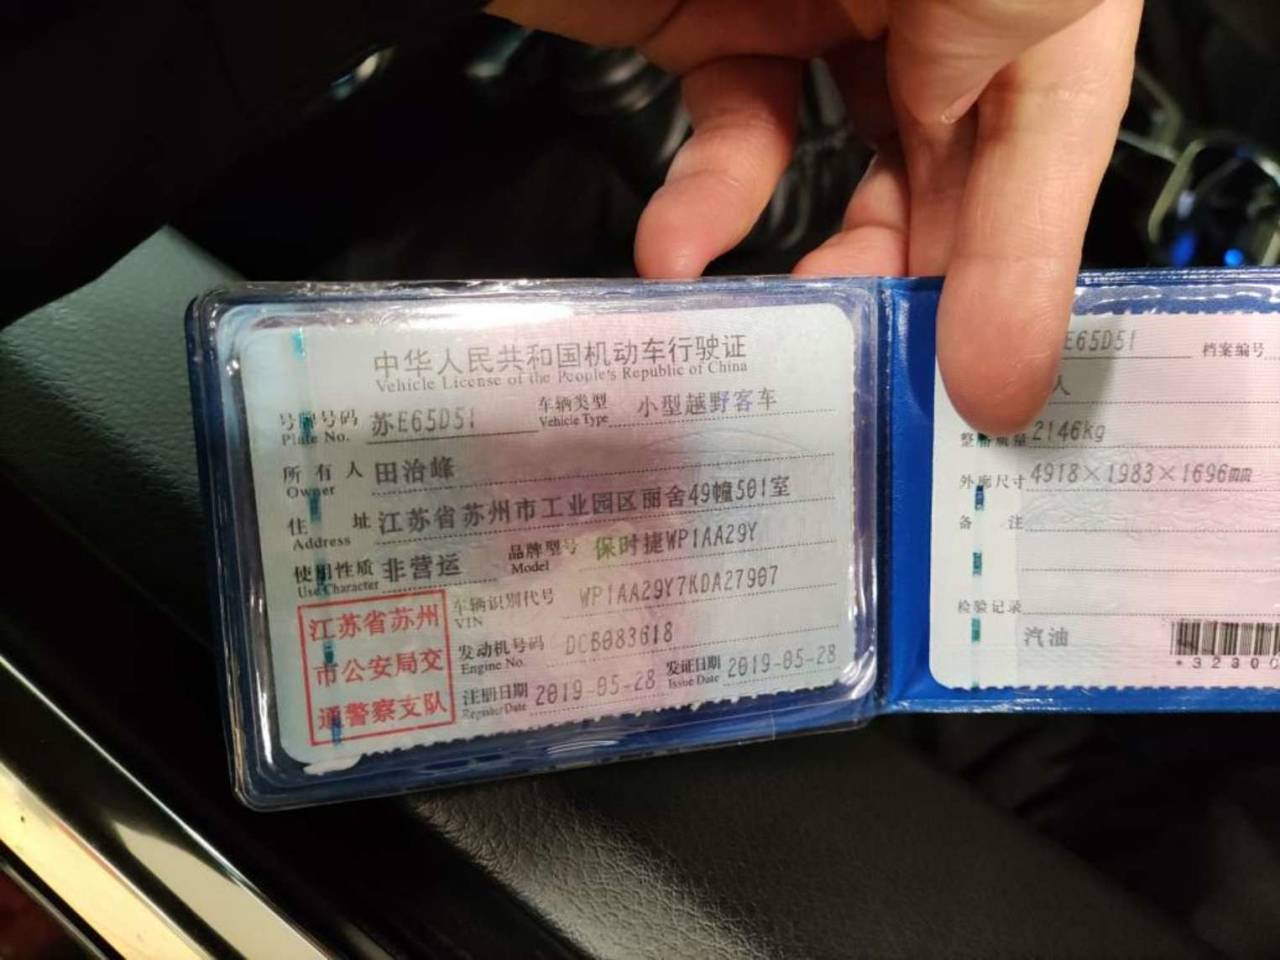 中华人民共和国机动车行驶证
Vehicle License of the People's Republic of China
号牌号码 苏E65D51 车辆类型 小型越野客车
Plate No. Vehicle Type
所有人 田治峰
Owner
住址 江苏省苏州市工业园区丽舍49幢501室
Address
使用性质 非营运 品牌型号 保时捷WP1AA29Y
Use Character Model
车辆识别代号 WP1AA29Y7KDA27907
VIN
发动机号码 DCB083618
Engine No.
注册日期 2019-05-28 发证日期 2019-05-28
Register Date Issue Date
江苏省苏州
市公安局交
通警察支队
E65D51 档案编号
人
整备质量 2146kg
外廓尺寸 4918×1983×1696mm
备注
检验记录
汽油
*32300